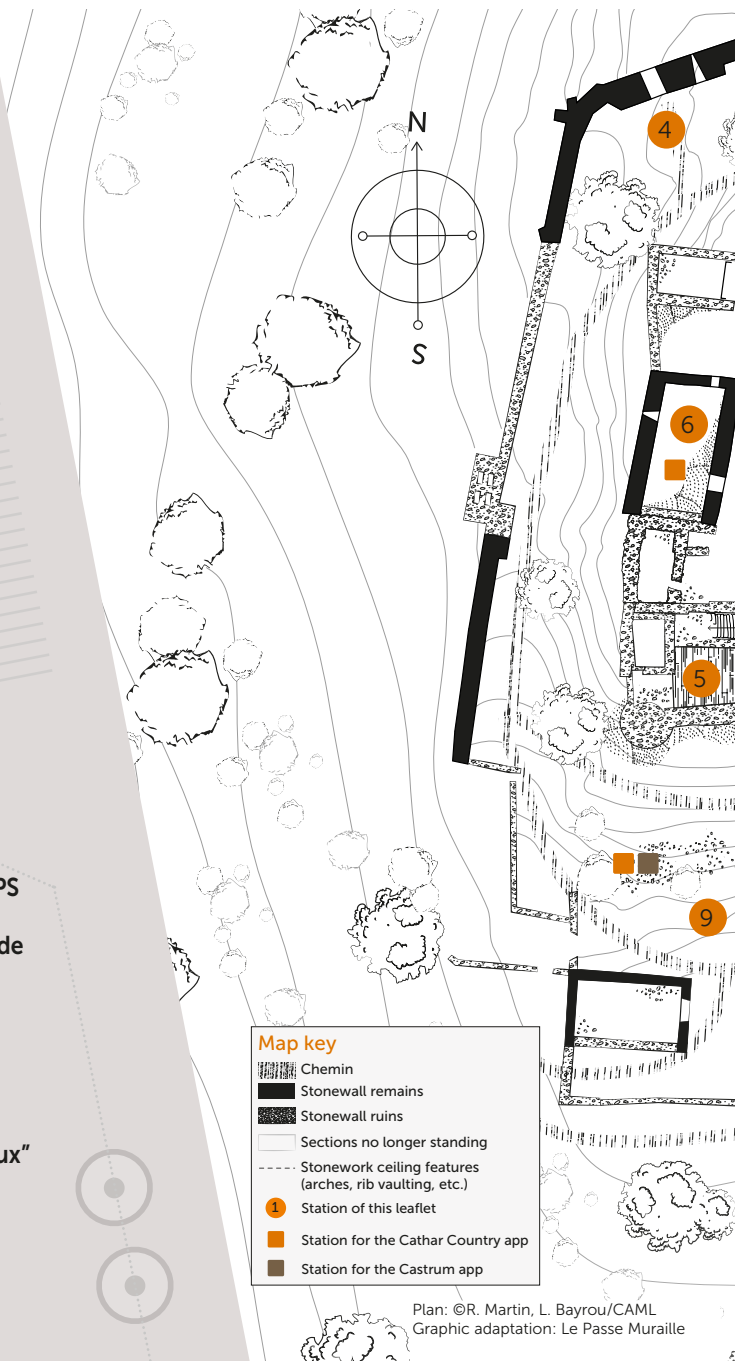 N
4
S
6
5
PS
de
9
Map key
Chemin
Stonewall remains
Stonewall ruins
Sections no longer standing
Stonework ceiling features
(arches, rib vaulting, etc.)
1 Station of this leaflet
Station for the Cathar Country app
Station for the Castrum app
ux”
Plan: ©R. Martin, L. Bayrou/CAML
Graphic adaptation: Le Passe Muraille